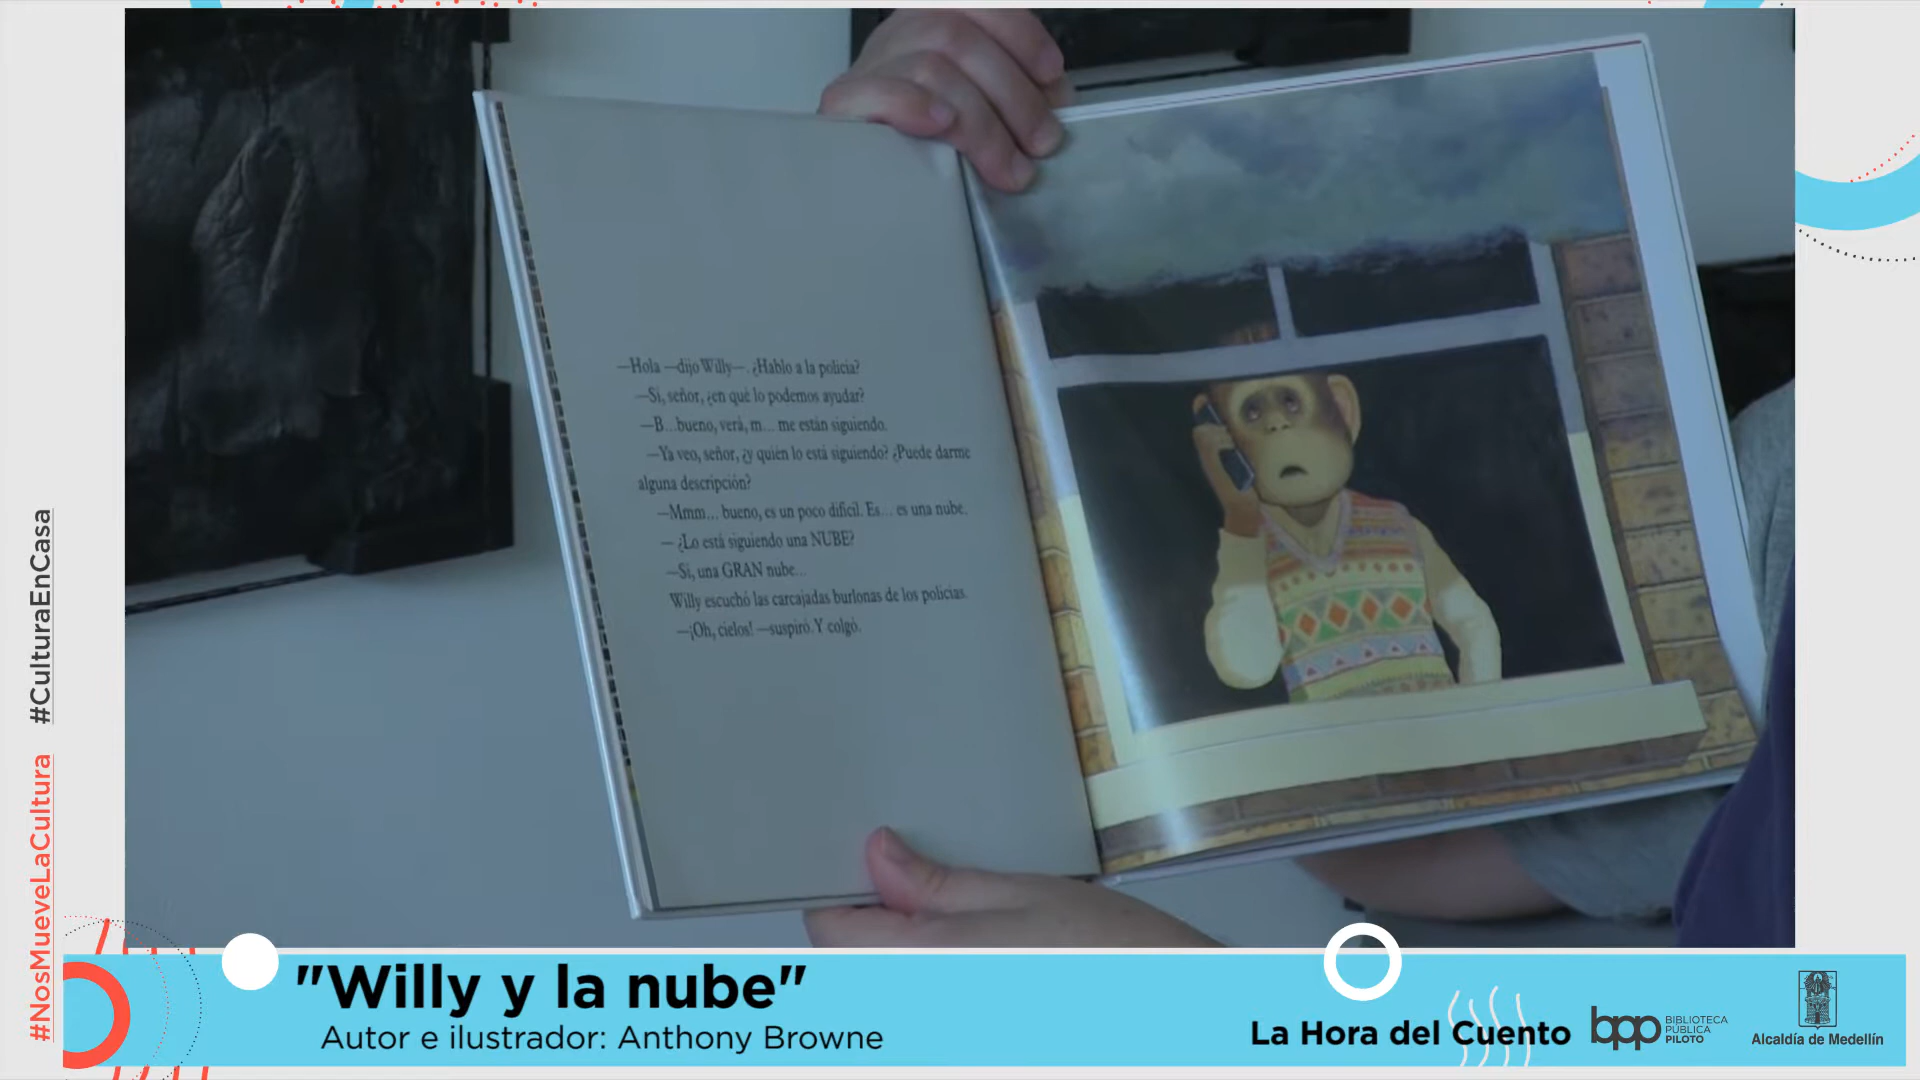 —Hola —dijo Willy—. ¿Hablo a la policía?
—Sí, señor, ¿en qué lo podemos ayudar?
—B...bueno, verá, m... me están siguiendo.
—Ya veo, señor, ¿y quién lo está siguiendo? ¿Puede darme
alguna descripción?
—Mmm... bueno, es un poco difícil. Es... es una nube.
— ¿Lo está siguiendo una NUBE?
—Sí, una GRAN nube...
Willy escuchó las carcajadas burlonas de los policías.
—¡Oh, cielos! —suspiró. Y colgó.
#NosMueveLaCultura #CulturaEnCasa
"Willy y la nube"
Autor e ilustrador: Anthony Browne
La Hora del Cuento
bpp
BIBLIOTECA
PÚBLICA
PILOTO
Alcaldía de Medellín